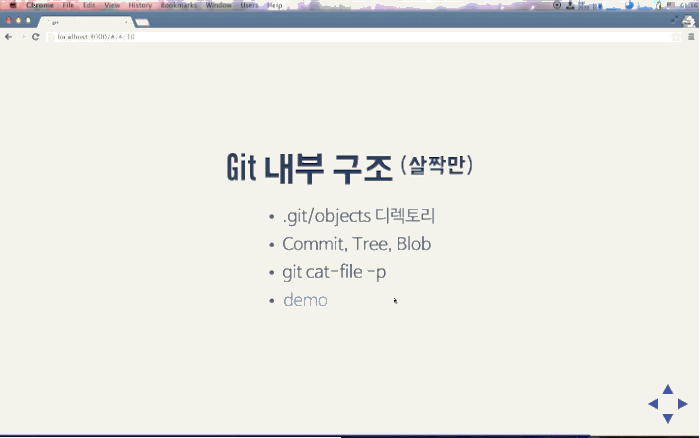 Chrome File Edit View History Bookmarks Window Users Help
localhost:8000/#/4/10
Git 내부 구조 (살짝만)
.git/objects 디렉토리
Commit, Tree, Blob
git cat-file -p
demo